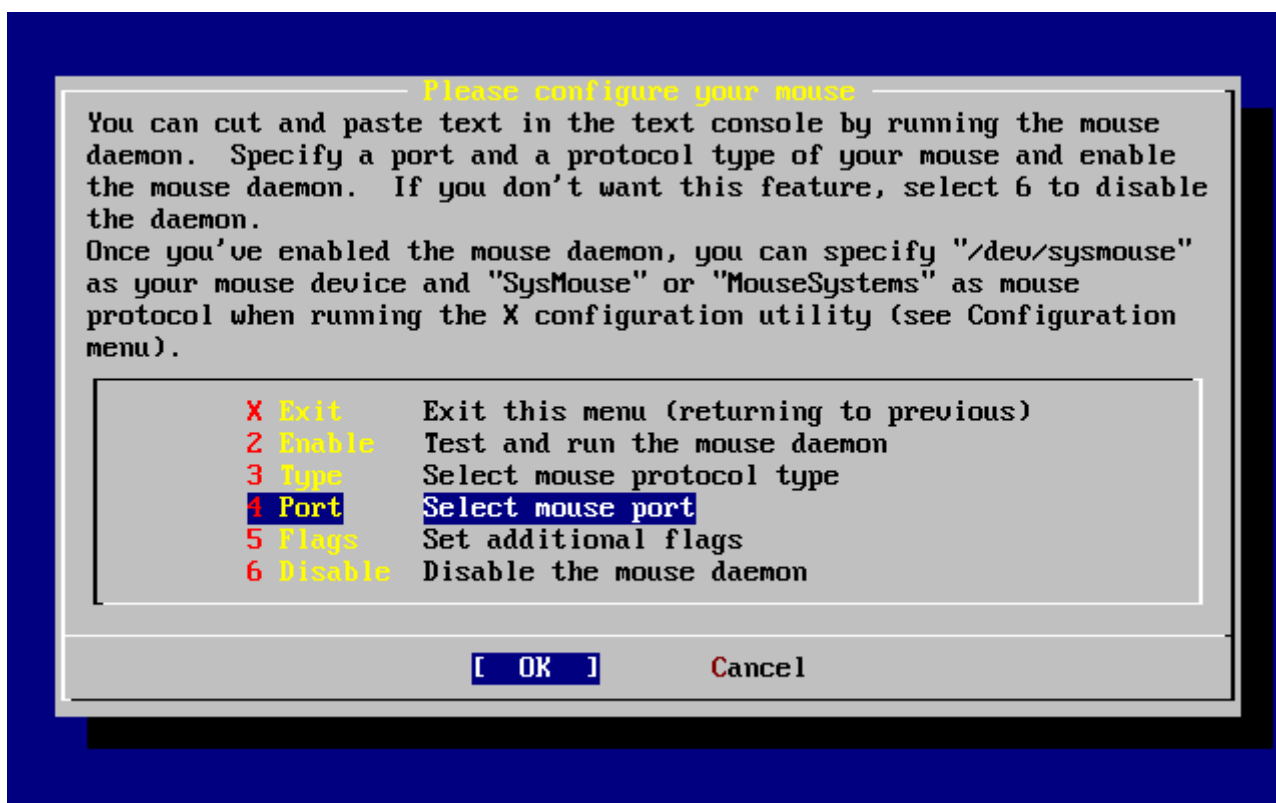 Please configure your mouse
You can cut and paste text in the text console by running the mouse
daemon.  Specify a port and a protocol type of your mouse and enable
the mouse daemon.  If you don't want this feature, select 6 to disable
the daemon.
Once you've enabled the mouse daemon, you can specify "/dev/sysmouse"
as your mouse device and "SysMouse" or "MouseSystems" as mouse
protocol when running the X configuration utility (see Configuration
menu).
X Exit     Exit this menu (returning to previous)
2 Enable   Test and run the mouse daemon
3 Type     Select mouse protocol type
4 Port     Select mouse port
5 Flags    Set additional flags
6 Disable  Disable the mouse daemon
[  OK  ]       Cancel